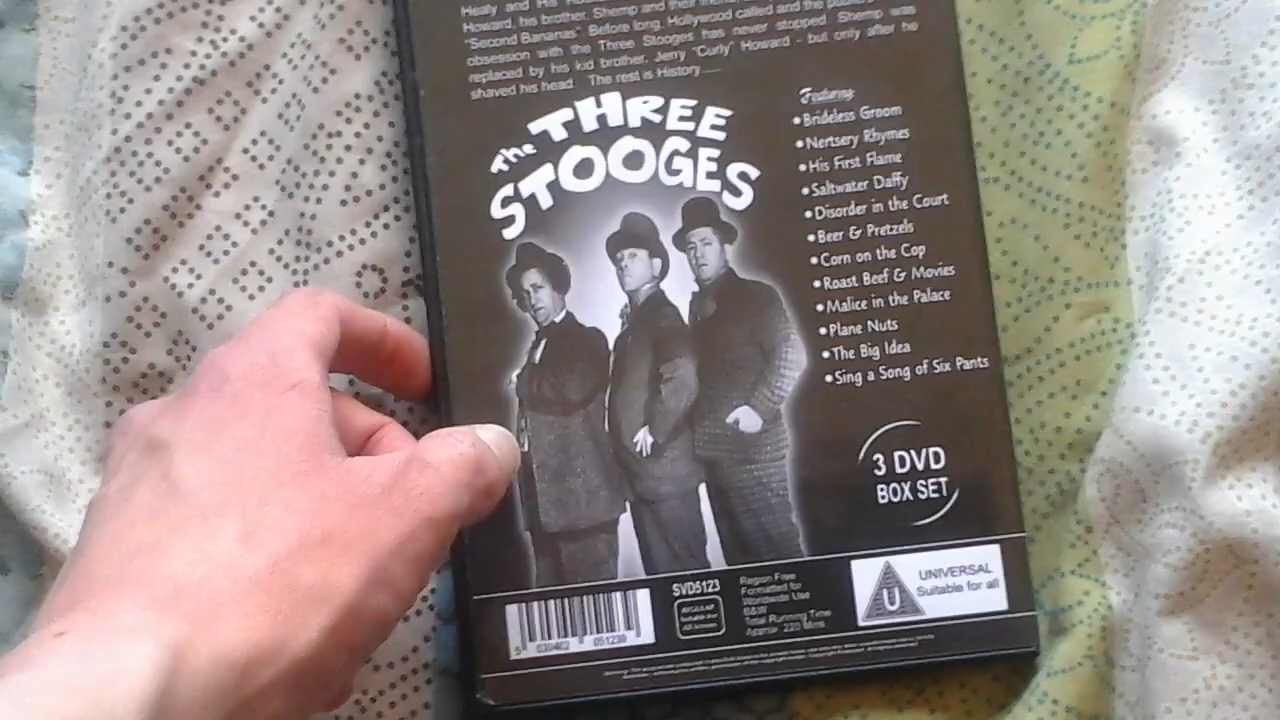 Healy and His
Howard, his brother, Shemp and their
"Second Bananas". Before long, Hollywood called and the public's
obsession with the Three Stooges has never stopped. Shemp was
replaced by his kid brother, Jerry "Curly" Howard - but only after he
shaved his head. The rest is History.....
The THREE
STOOGES
Featuring:
•Brideless Groom
•Nertsery Rhymes
•His First Flame
•Saltwater Daffy
•Disorder in the Court
•Beer & Pretzels
•Corn on the Cop
•Roast Beef & Movies
•Malice in the Palace
•Plane Nuts
•The Big Idea
•Sing a Song of Six Pants
3 DVD
BOX SET
SVD5123
REGULAR
Region Free
Formatted for
Worldwide Use
B&W
Total Running Time
Approx. 220 Mins.
U
UNIVERSAL
Suitable for all